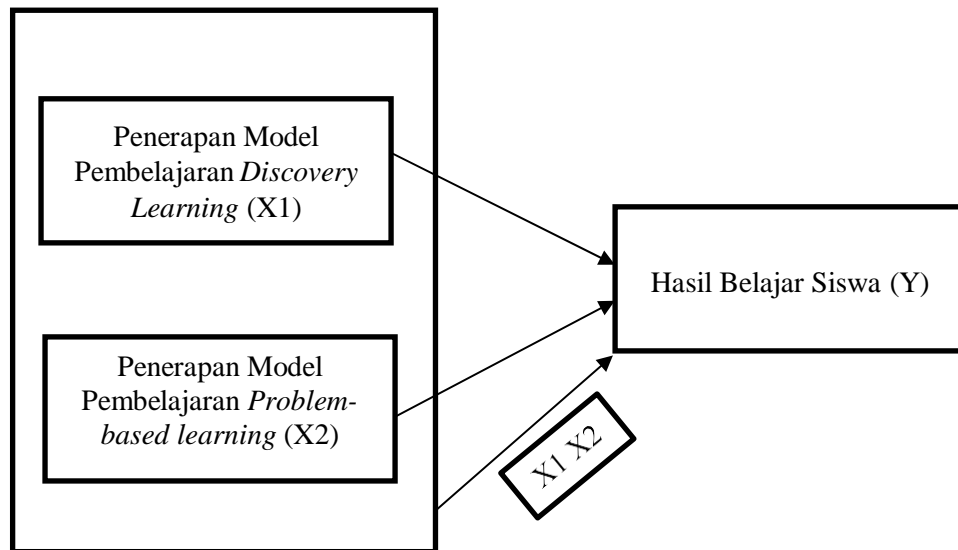 Penerapan Model
Pembelajaran Discovery
Learning (X1)
Hasil Belajar Siswa (Y)
Penerapan Model
Pembelajaran Problem-
based learning (X2)
X1 X2